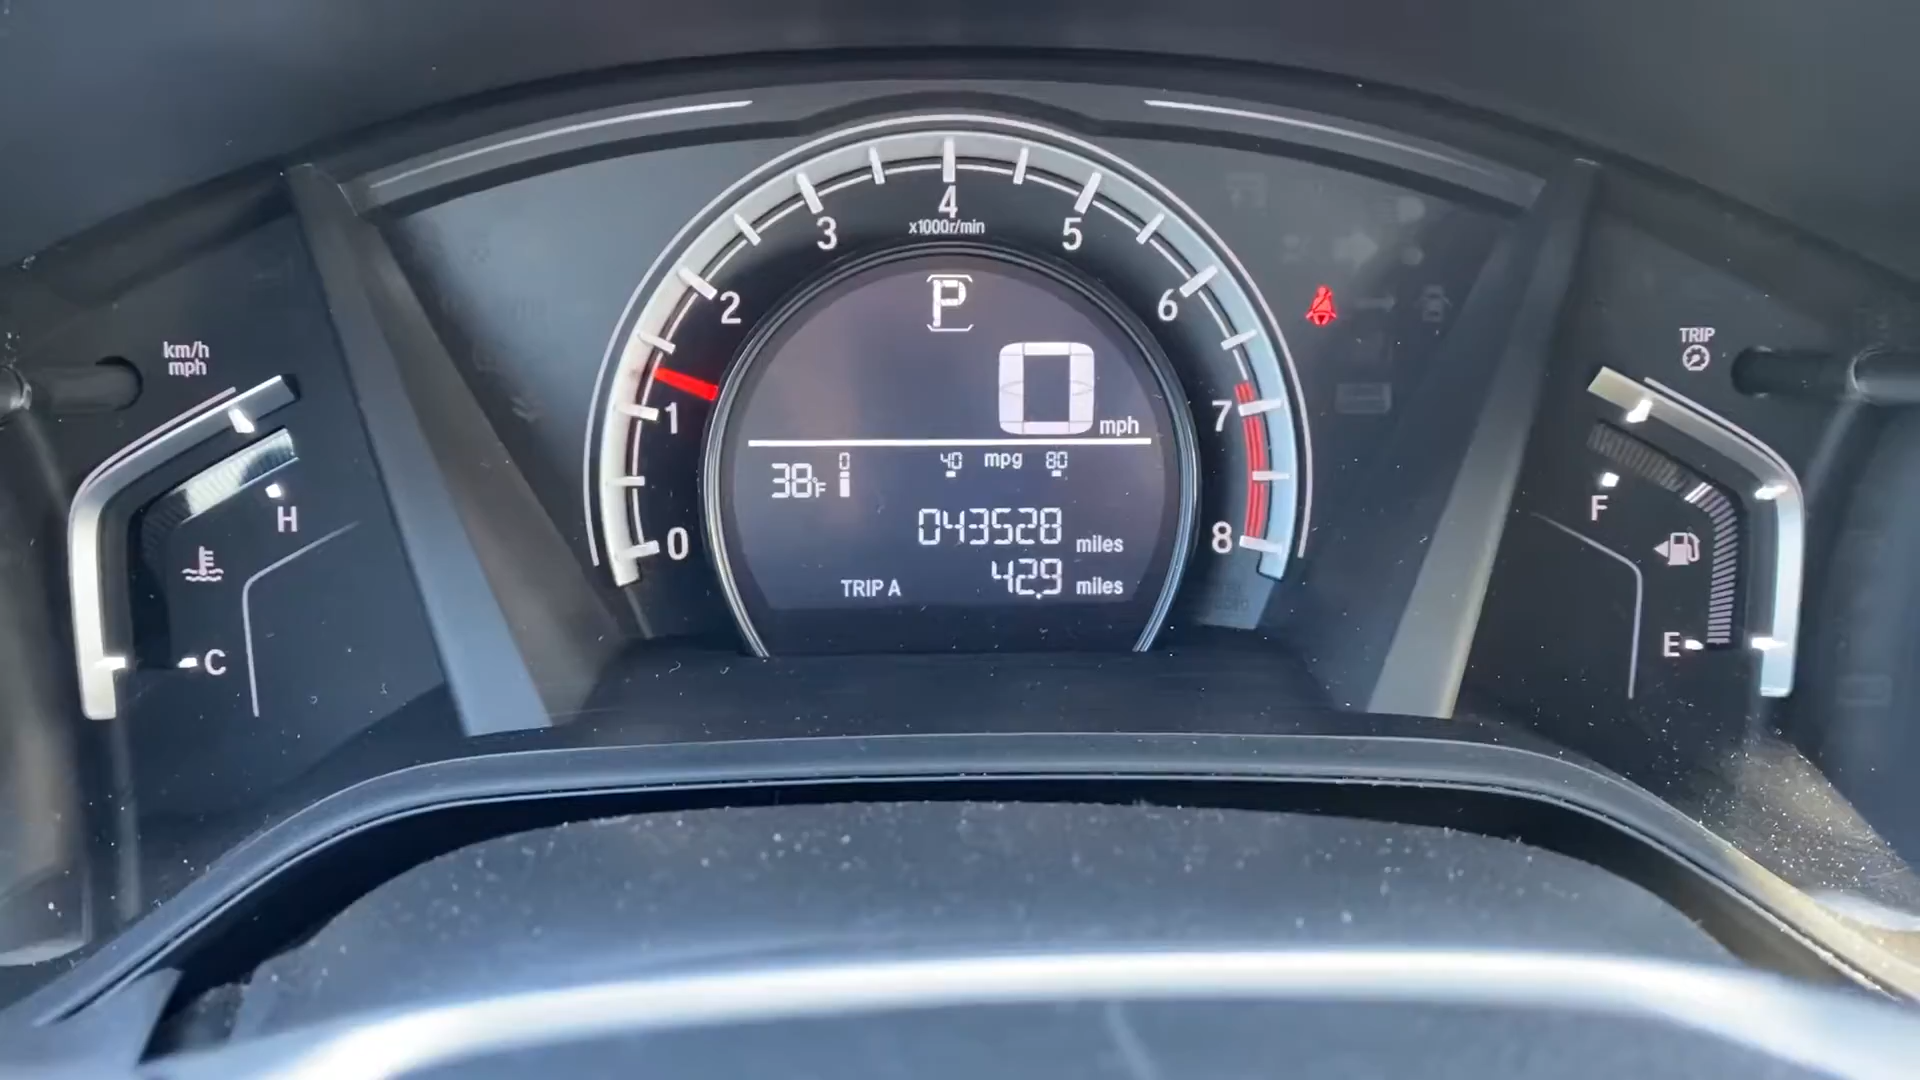 km/h
mph
H
C
0
1
2
3
4
5
6
7
8
x1000r/min
P
0 mph
38°F
0 40 mpg 80
043528 miles
TRIP A 42.9 miles
TRIP
F
E